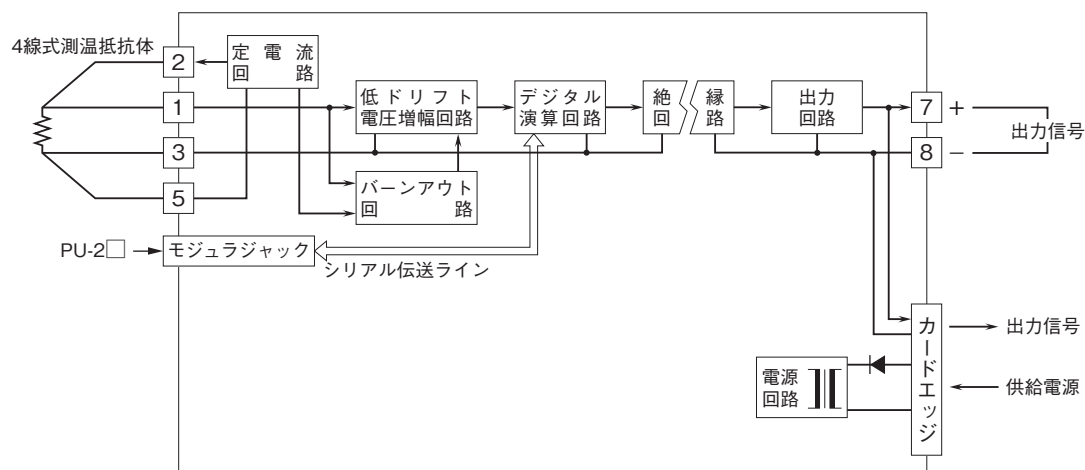 4線式測温抵抗体
2
1
3
5
定電流
回路
低ドリフト
電圧増幅回路
デジタル
演算回路
絶縁
回路
出力
回路
7
+
8
−
出力信号
バーンアウト
回路
PU-2□
モジュラジャック
シリアル伝送ライン
カードエッジ
出力信号
供給電源
電源
回路